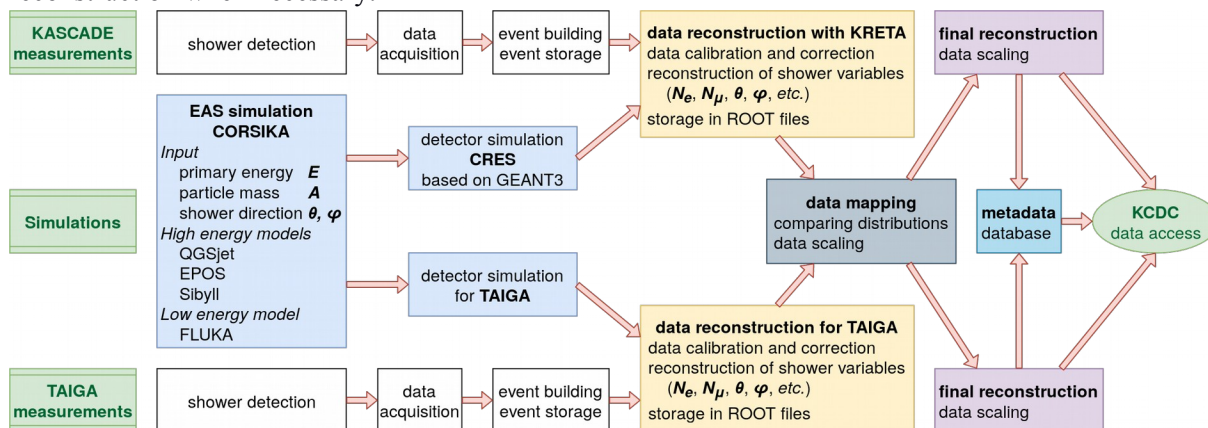 reconstruction when necessary.
KASCADE
measurements
shower detection
data
acquisition
event building
event storage
data reconstruction with KRETA
data calibration and correction
reconstruction of shower variables
(Ne, Nμ, θ, φ, etc.)
storage in ROOT files
final reconstruction
data scaling
EAS simulation
CORSIKA
Input
primary energy E
particle mass A
shower direction θ, φ
High energy models
QGSjet
EPOS
Sibyll
Low energy model
FLUKA
detector simulation
CRES
based on GEANT3
Simulations
data mapping
comparing distributions
data scaling
metadata
database
KCDC
data access
detector simulation
for TAIGA
data reconstruction for TAIGA
data calibration and correction
reconstruction of shower variables
(Ne, Nμ, θ, φ, etc.)
storage in ROOT files
TAIGA
measurements
shower detection
data
acquisition
event building
event storage
final reconstruction
data scaling